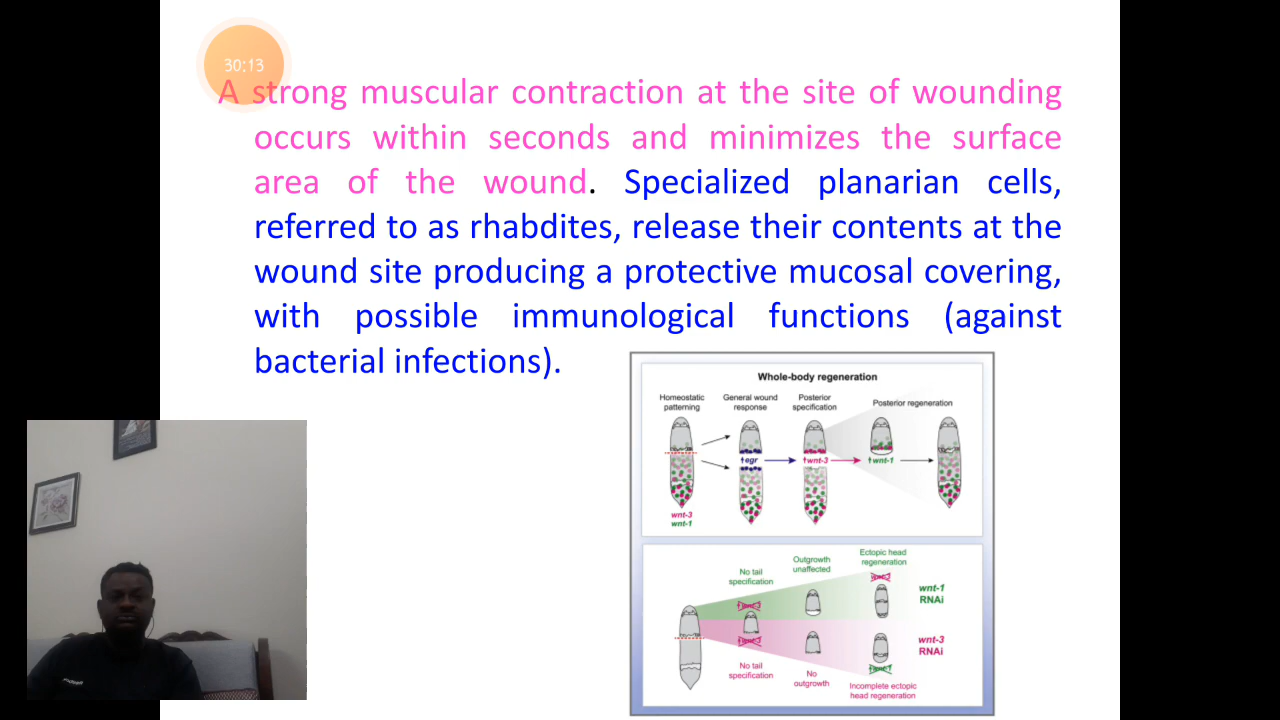 30:13
A strong muscular contraction at the site of wounding
occurs within seconds and minimizes the surface
area of the wound. Specialized planarian cells,
referred to as rhabdites, release their contents at the
wound site producing a protective mucosal covering,
with possible immunological functions (against
bacterial infections).
Whole-body regeneration
Homeostatic
patterning
General wound
response
Posterior
specification
Posterior regeneration
↑egr
↑wnt-3
↑wnt-1
wnt-3
wnt-1
No tail
specification
Outgrowth
unaffected
Ectopic head
regeneration
wnt-1
RNAi
wnt-3
RNAi
No tail
specification
No
outgrowth
Incomplete ectopic
head regeneration